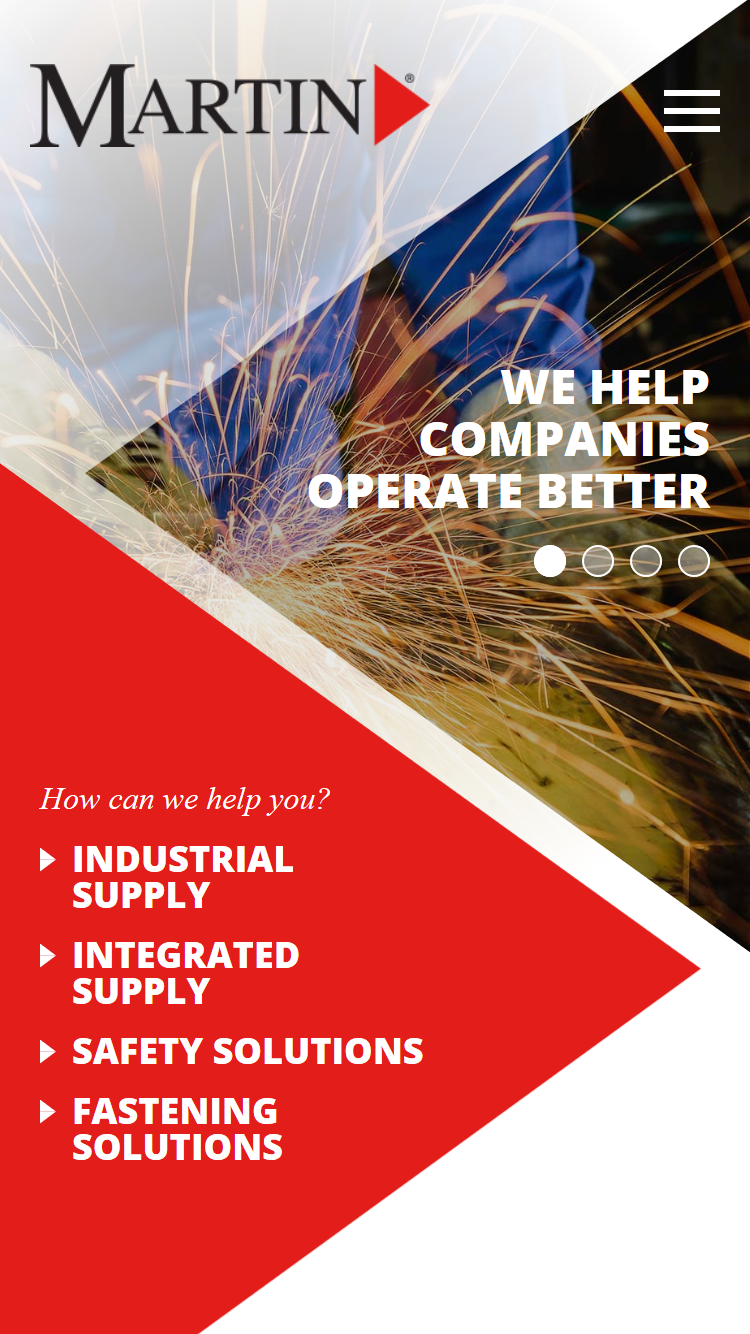 MARTIN®
WE HELP
COMPANIES
OPERATE BETTER
How can we help you?
INDUSTRIAL
SUPPLY
INTEGRATED
SUPPLY
SAFETY SOLUTIONS
FASTENING
SOLUTIONS